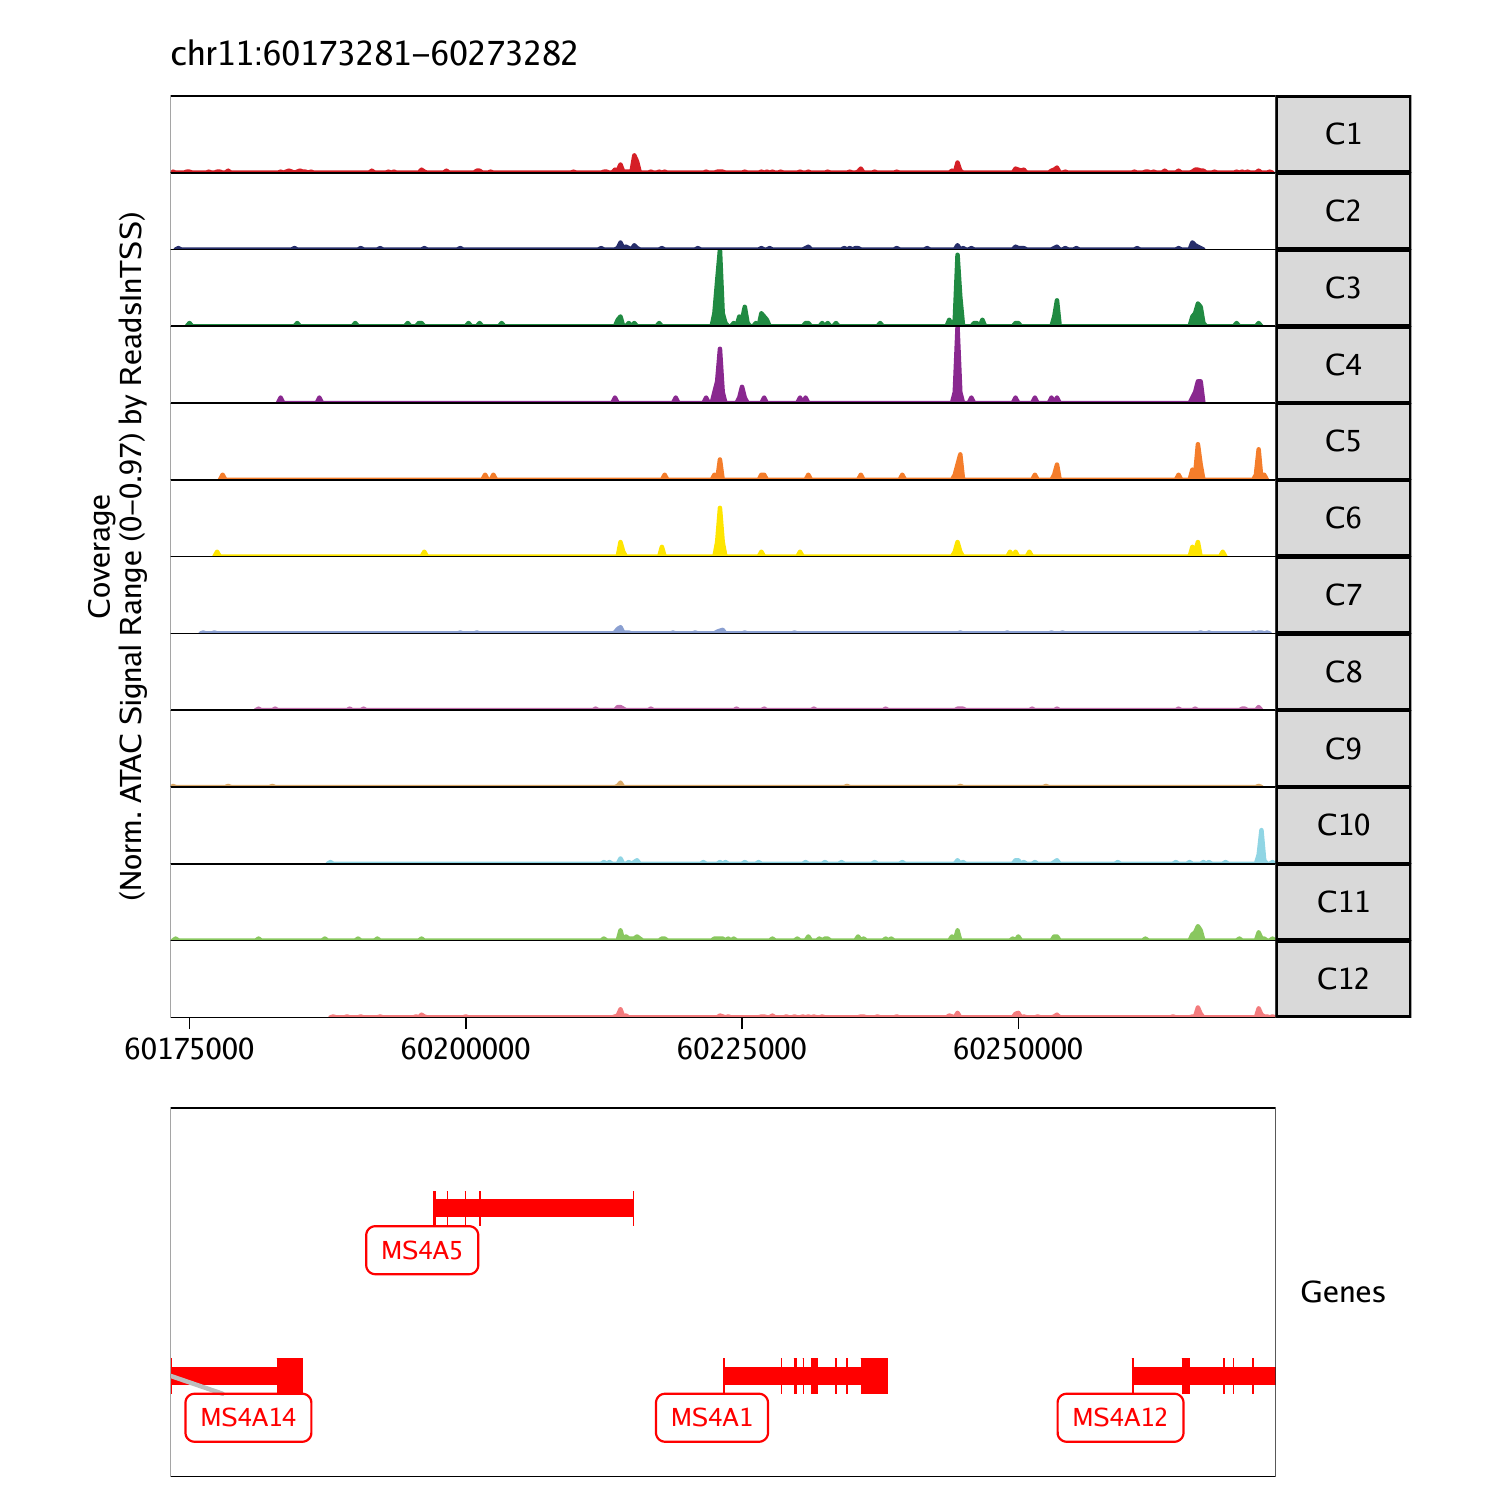 chr11:60173281−60273282
Coverage
(Norm. ATAC Signal Range (0−0.97) by ReadsInTSS)
C1
C2
C3
C4
C5
C6
C7
C8
C9
C10
C11
C12
60175000 60200000 60225000 60250000
MS4A5
Genes
MS4A14 MS4A1 MS4A12